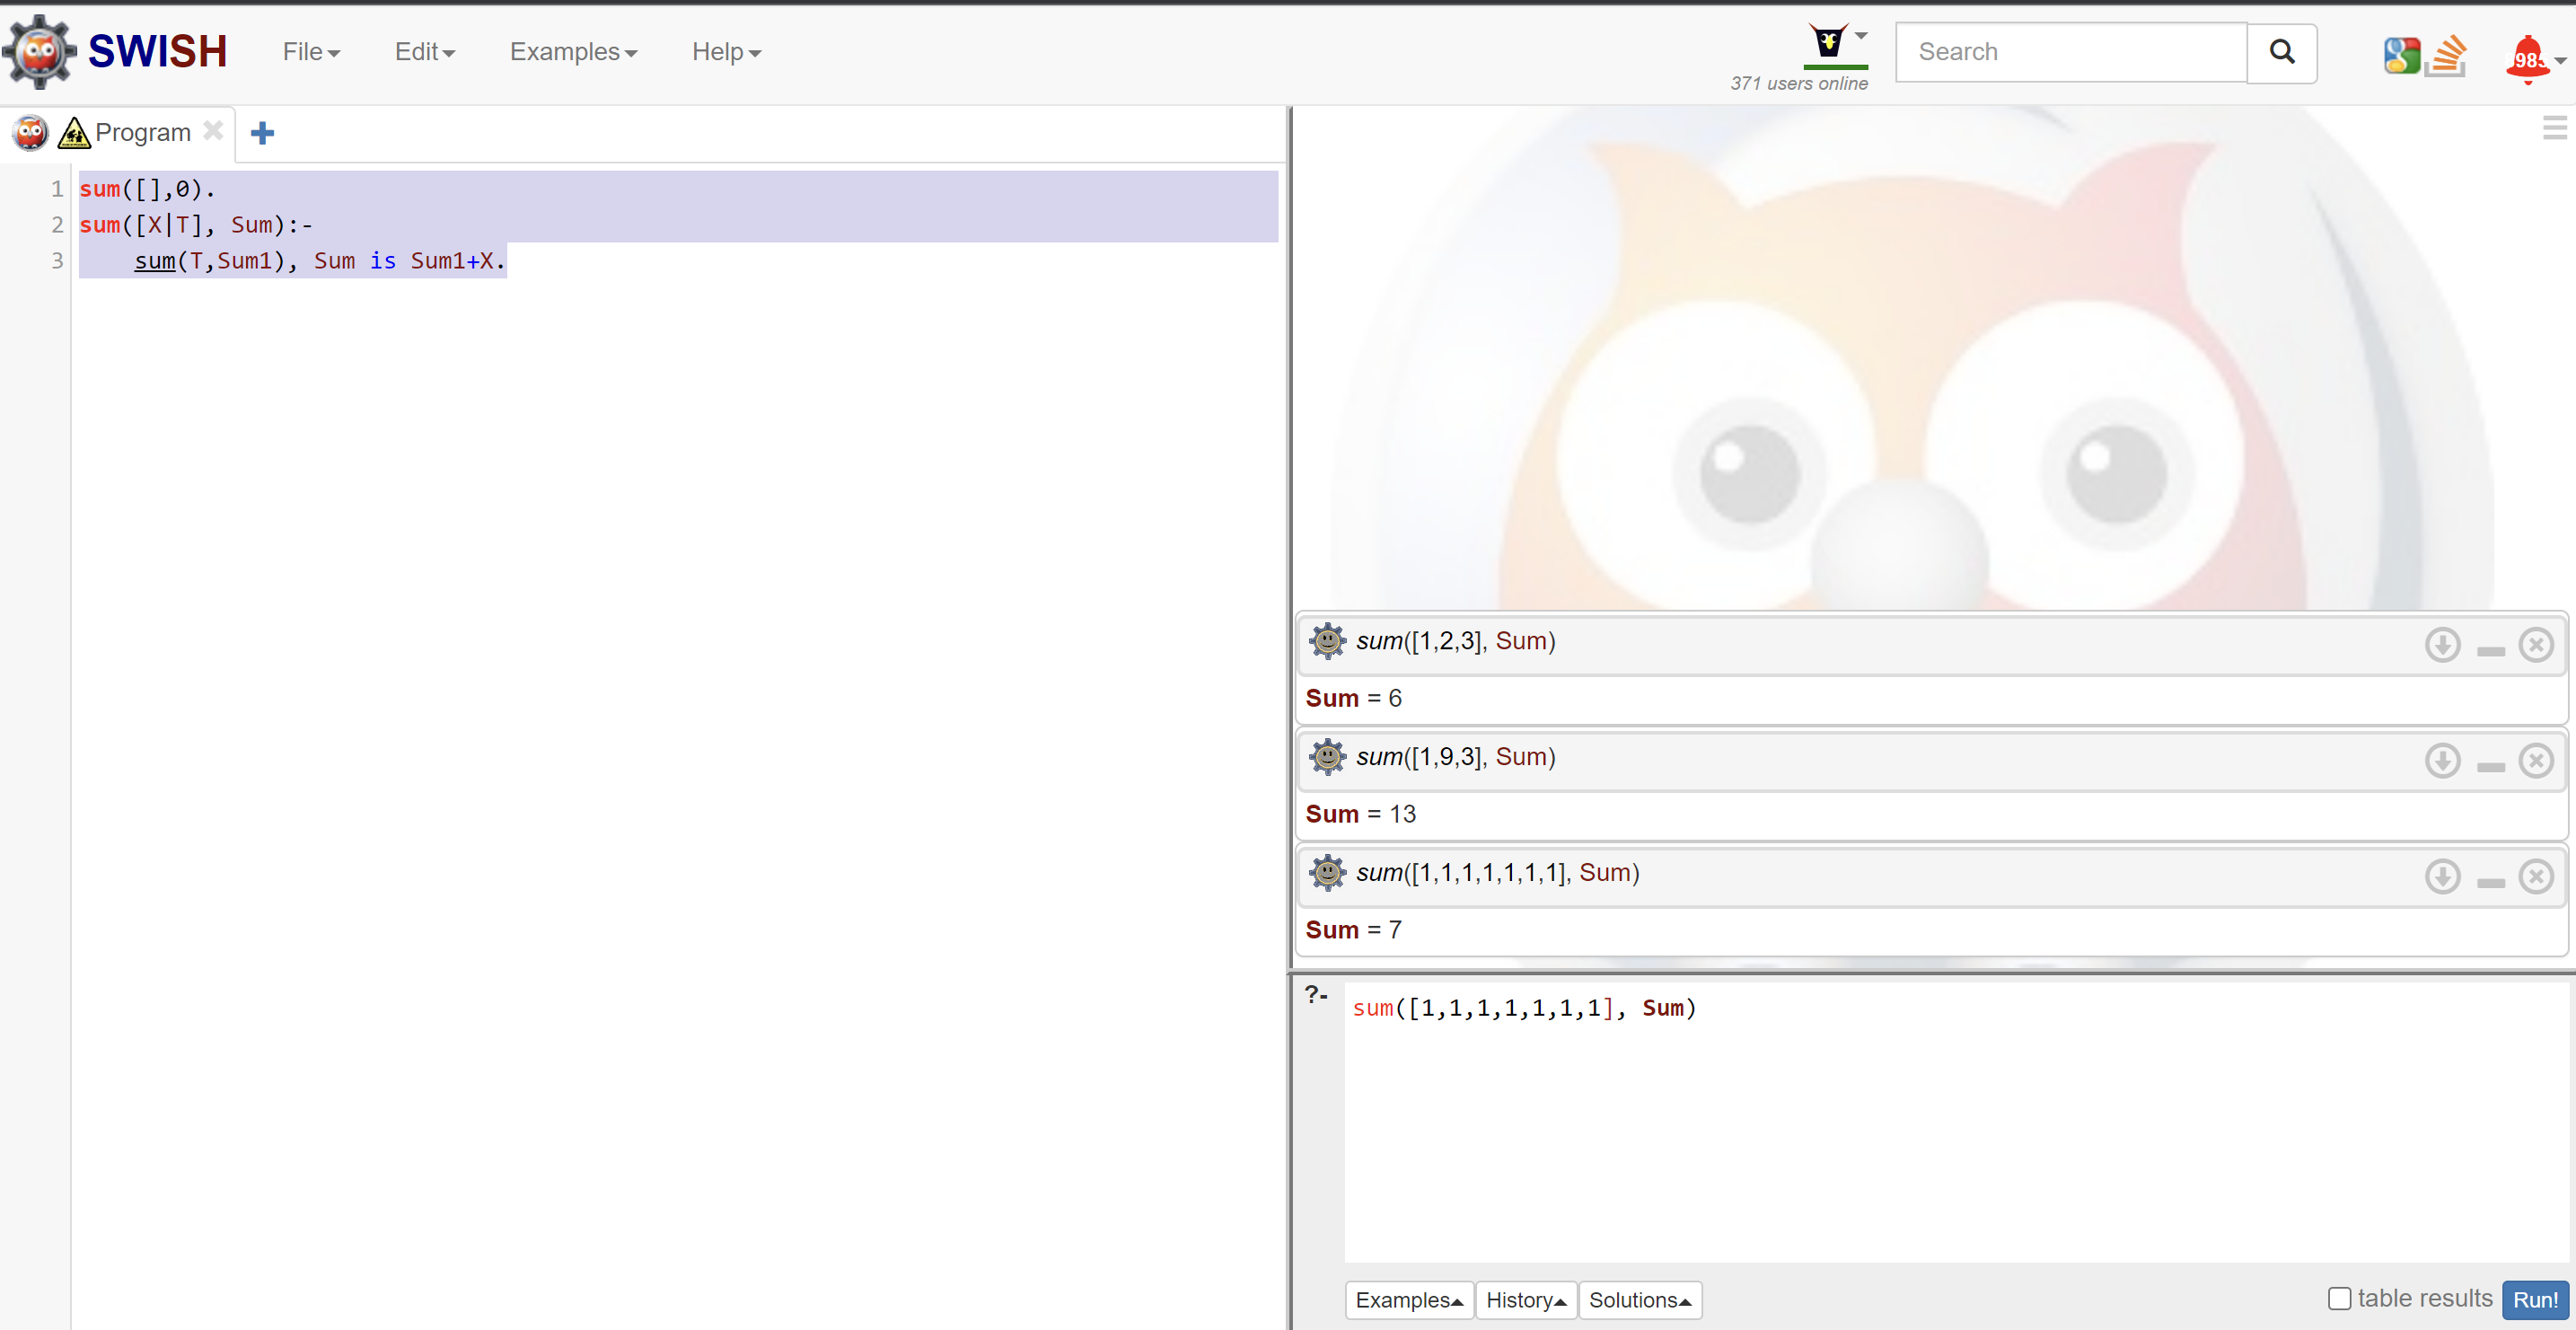 SWISH File Edit Examples Help Search
371 users online
Program
1 sum([],0).
2 sum([X|T], Sum):-
3 sum(T,Sum1), Sum is Sum1+X.
sum([1,2,3], Sum)
Sum = 6
sum([1,9,3], Sum)
Sum = 13
sum([1,1,1,1,1,1,1], Sum)
Sum = 7
?- sum([1,1,1,1,1,1,1], Sum)
Examples History Solutions table results Run!